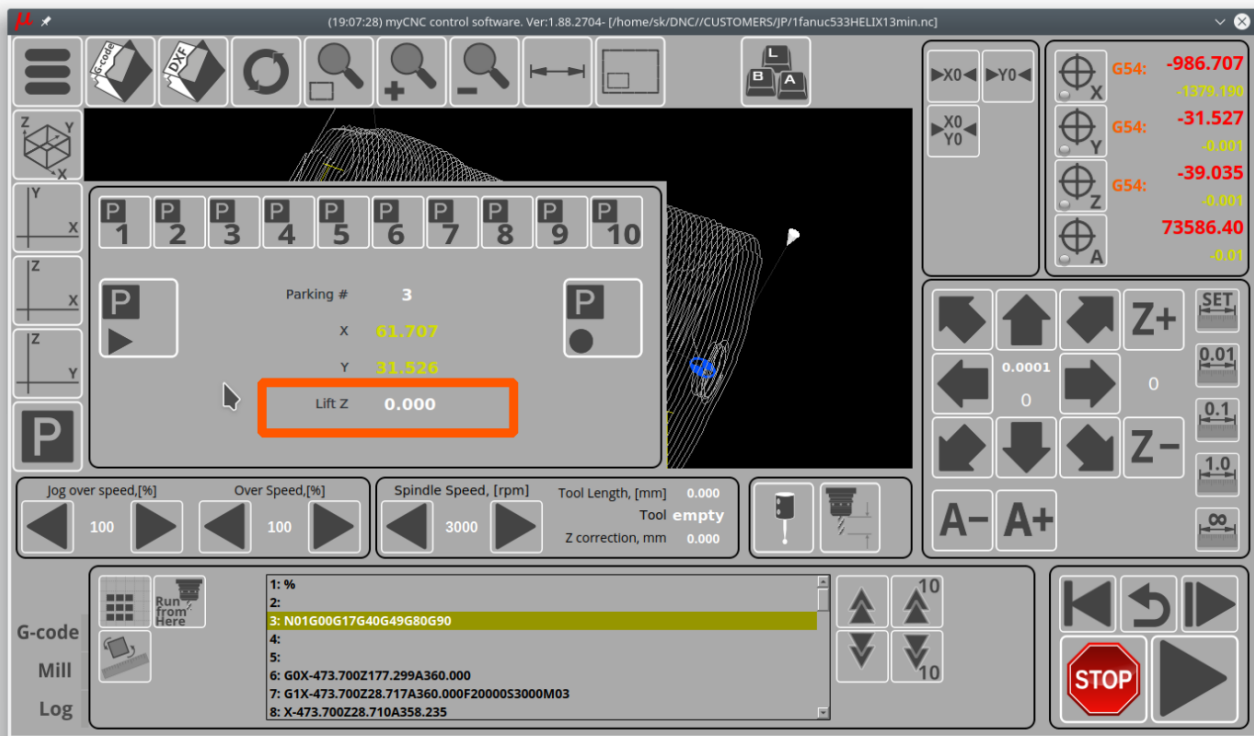 (19:07:28) myCNC control software. Ver:1.88.2704- [/home/sk/DNC//CUSTOMERS/JP/1fanuc533HELIX13min.nc]
G-code
DXF
L
B A
X0 Y0
X0
Y0
X G54: -986.707
-1379.190
Y G54: -31.527
-0.001
Z G54: -39.035
-0.001
A 73586.40
-0.01
Z Y
X
Y
X
Z
X
Z
Y
P
P 1 P 2 P 3 P 4 P 5 P 6 P 7 P 8 P 9 P 10
P
Parking # 3
X 61.707
Y 31.526
Lift Z 0.000
P
Z+
SET
0.0001
0
0
0.01
0.1
Z-
1.0
A- A+
∞
Jog over speed,[%] Over Speed,[%]
100 100
Spindle Speed, [rpm]
3000
Tool Length, [mm] 0.000
Tool empty
Z correction, mm 0.000
G-code
Mill
Log
Run
from
Here
1: %
2:
3: N01G00G17G40G49G80G90
4:
5:
6: G0X-473.700Z177.299A360.000
7: G1X-473.700Z28.717A360.000F20000S3000M03
8: X-473.700Z28.710A358.235
10
10
STOP